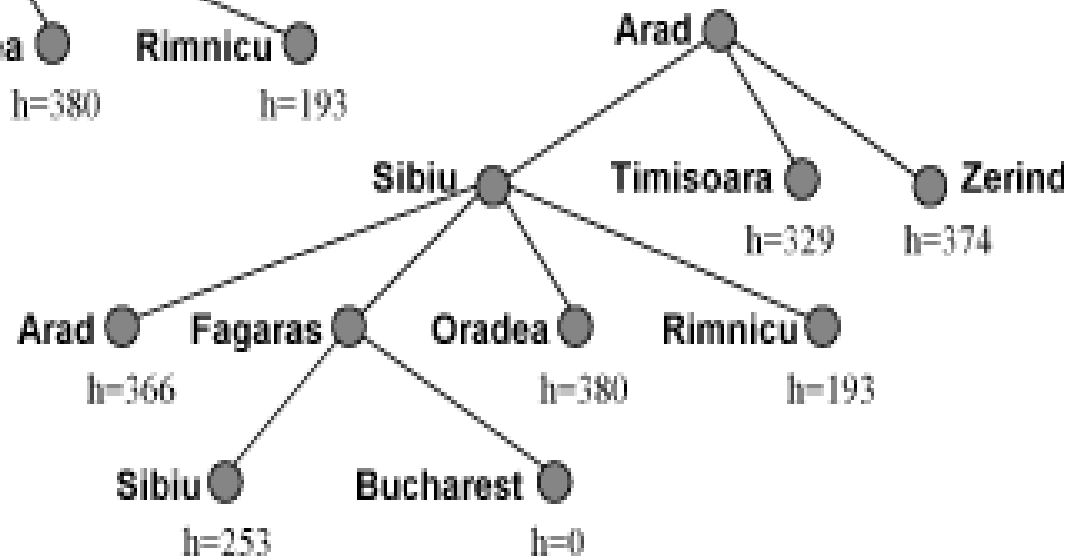 a Rimnicu Arad
h=380 h=193
Sibiu Timisoara Zerind
h=329 h=374
Arad Fagaras Oradea Rimnicu
h=366 h=380 h=193
Sibiu Bucharest
h=253 h=0